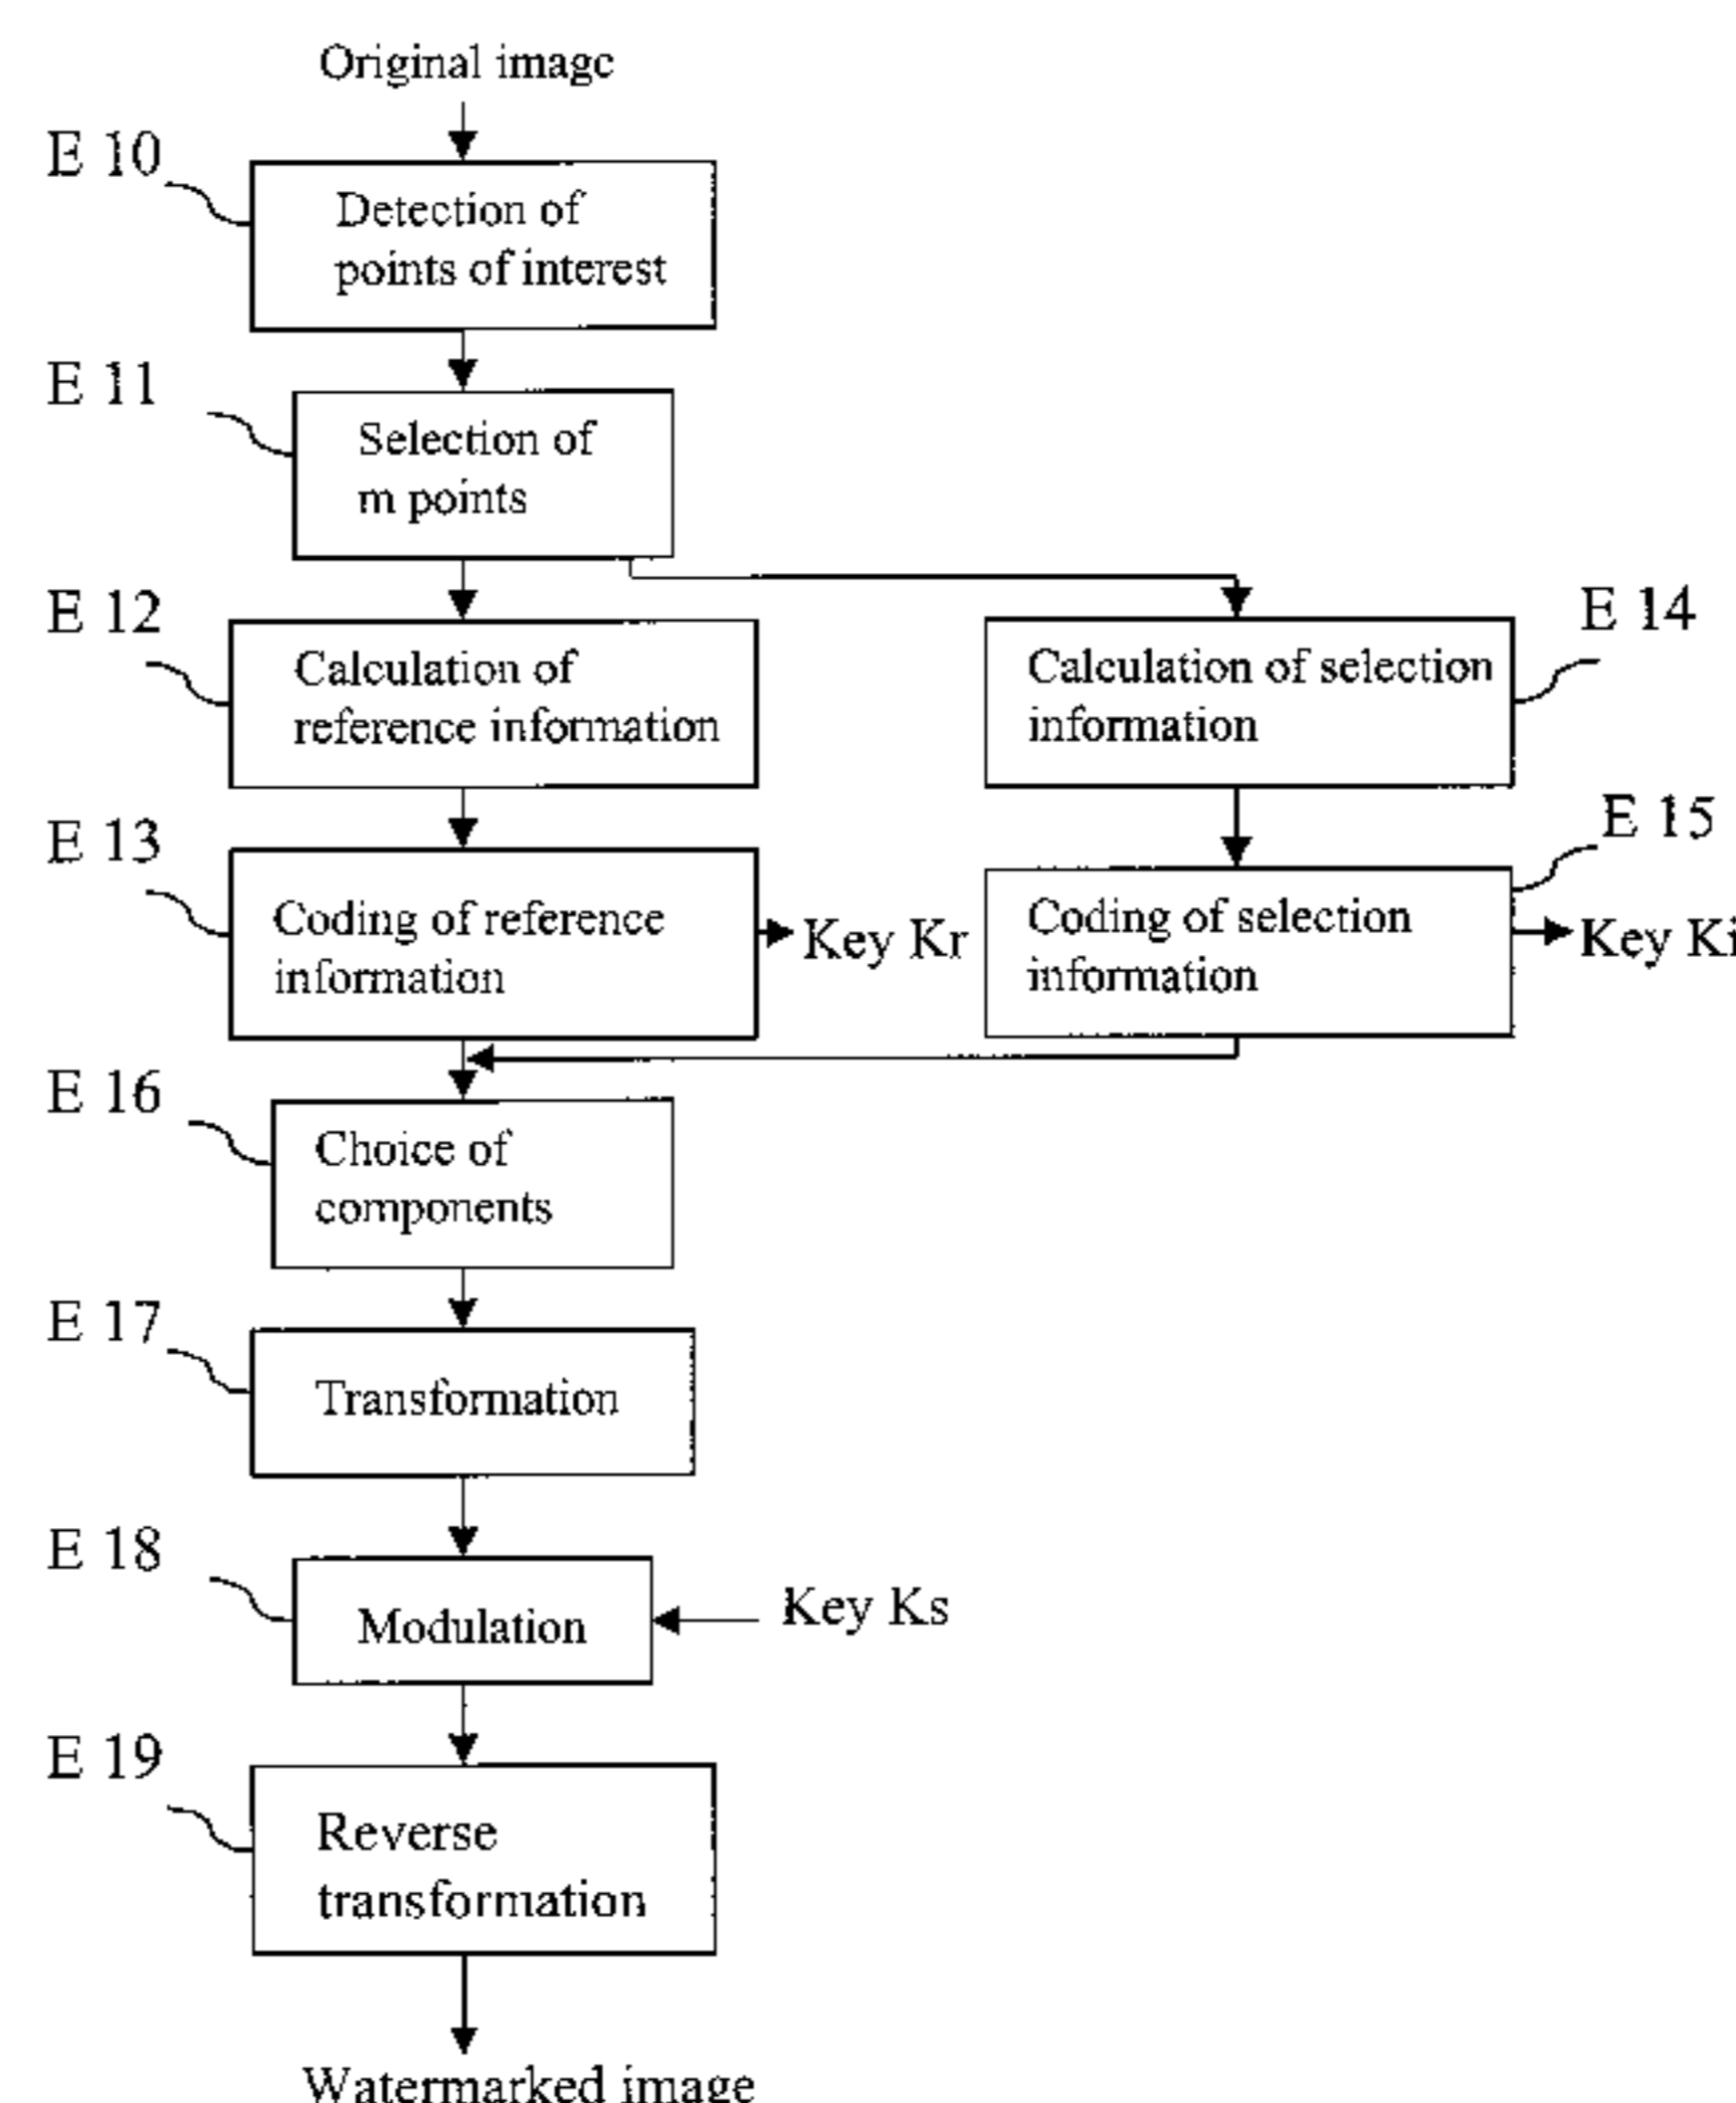 Original image
E 10
Detection of
points of interest
E 11
Selection of
m points
E 12
Calculation of
reference information
E 14
Calculation of selection
information
E 13
Coding of reference
information
Key Kr
E 15
Coding of selection
information
Key Ki
E 16
Choice of
components
E 17
Transformation
E 18
Modulation
Key Ks
E 19
Reverse
transformation
Watermarked image